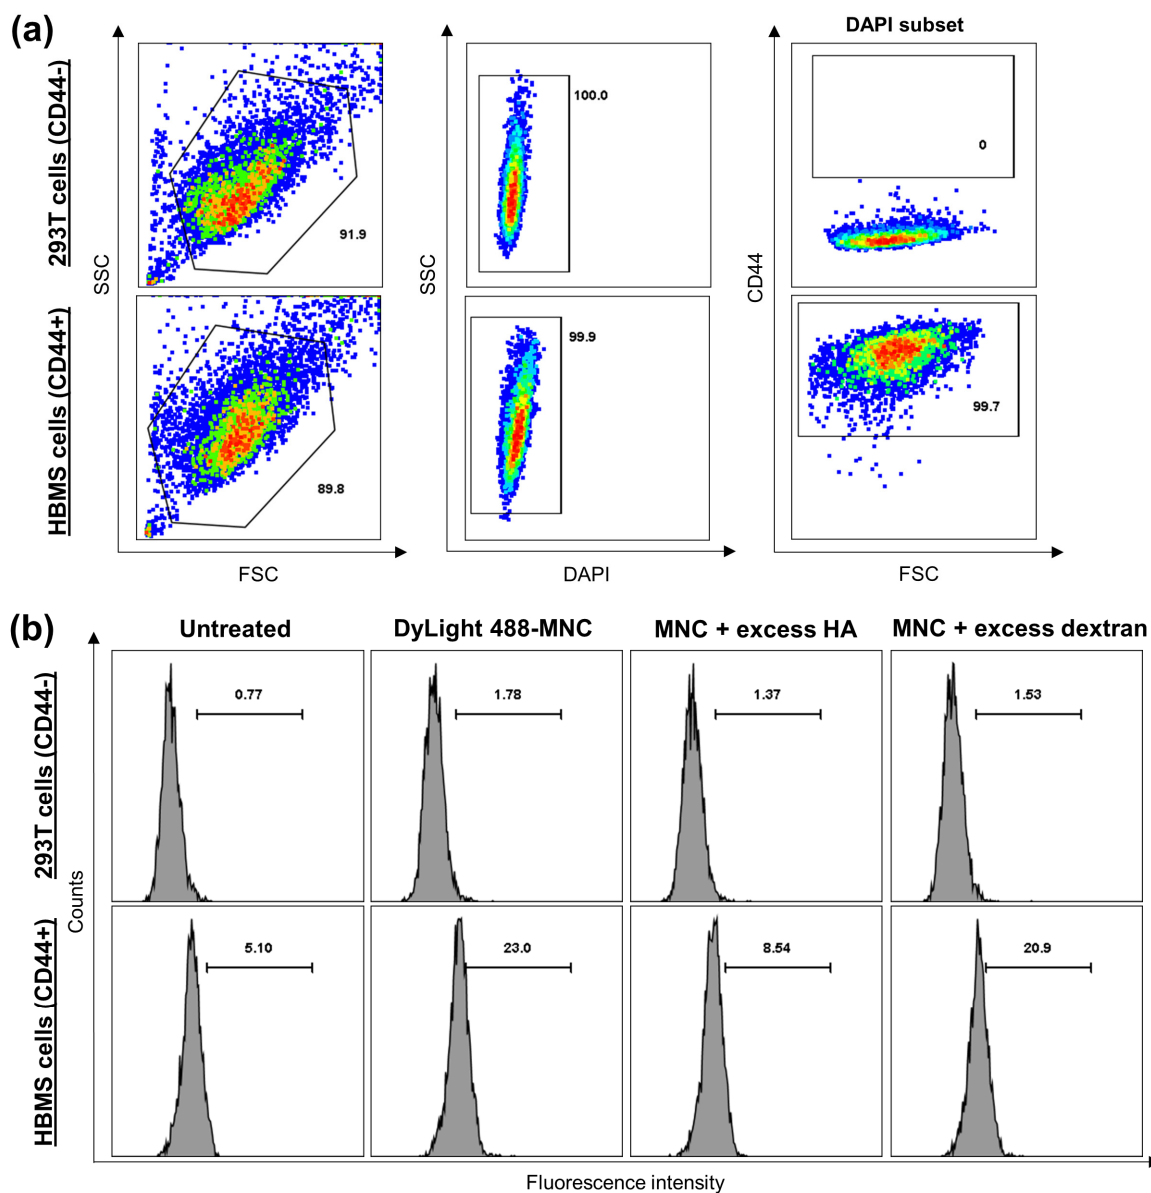 (a)
DAPI subset
293T cells (CD44-)
SSC
91.9
SSC
100.0
CD44
0
HBMS cells (CD44+)
89.8
99.9
99.7
FSC
DAPI
FSC
(b)
Untreated
DyLight 488-MNC
MNC + excess HA
MNC + excess dextran
293T cells (CD44-)
0.77
1.78
1.37
1.53
Counts
HBMS cells (CD44+)
5.10
23.0
8.54
20.9
Fluorescence intensity